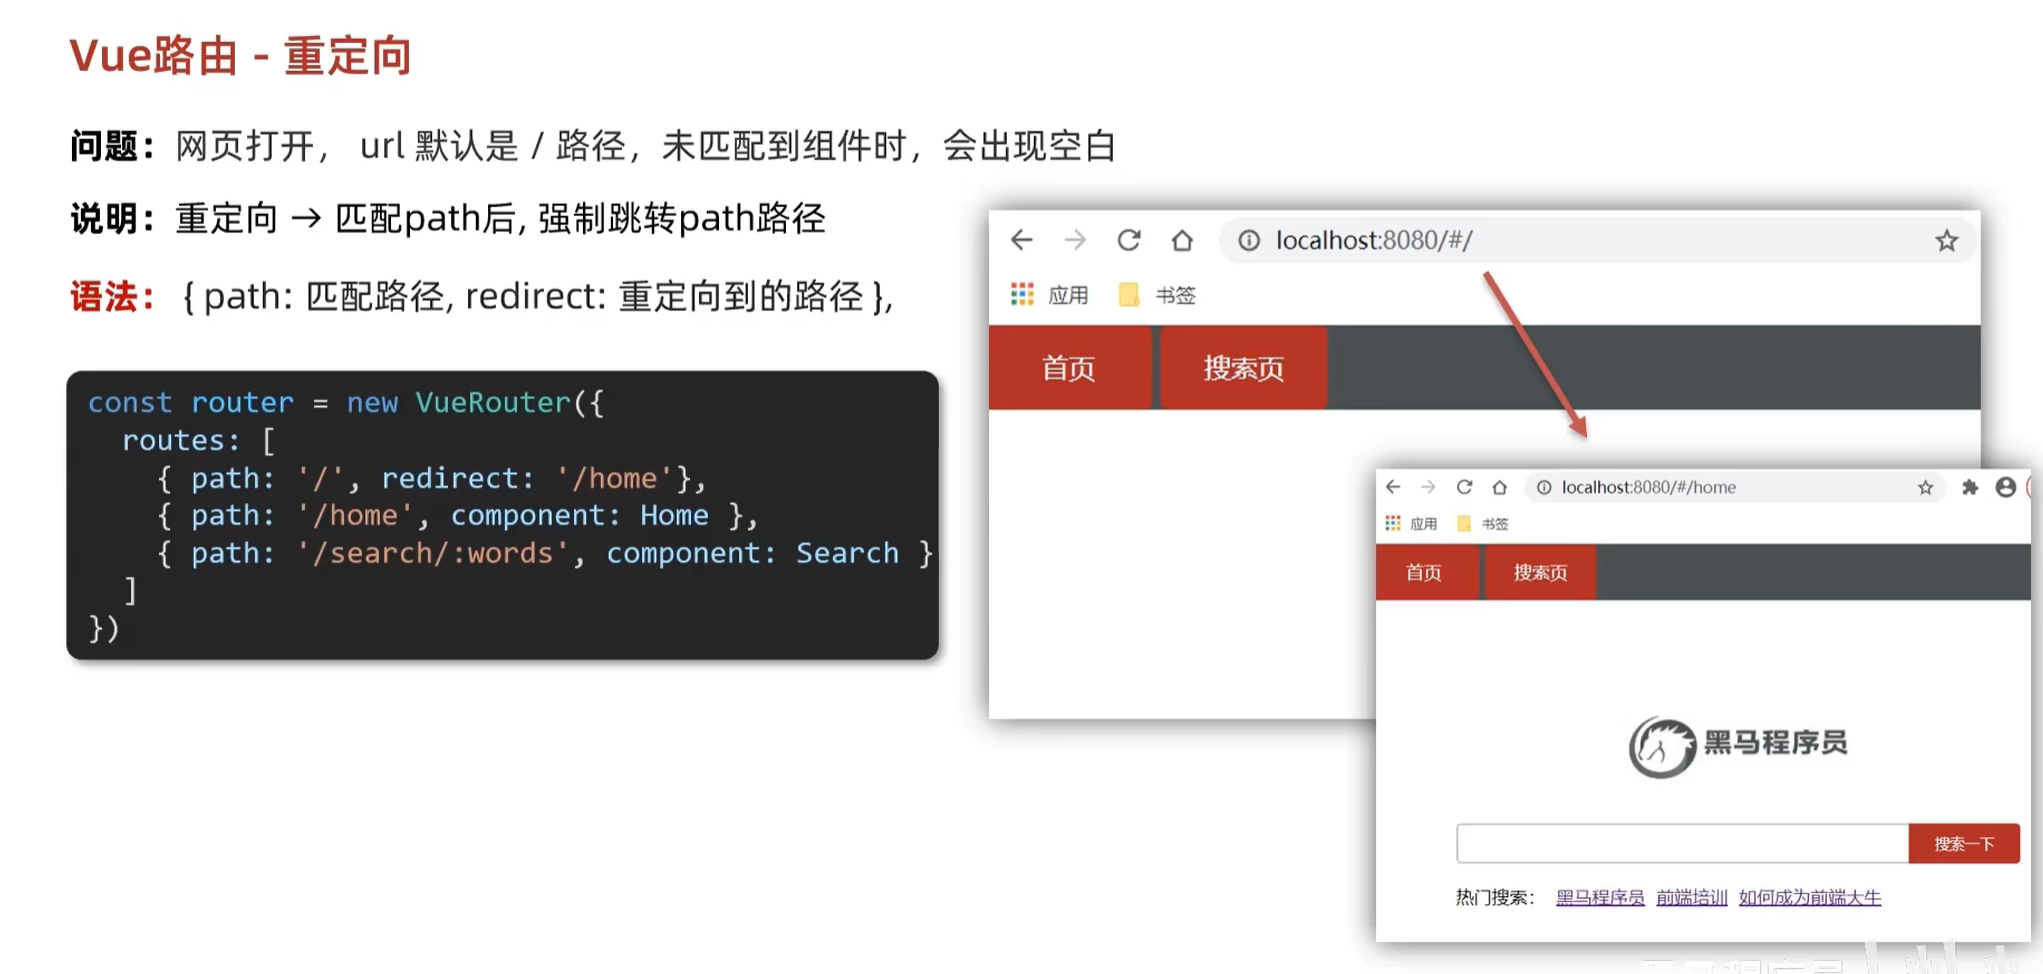 Vue路由 - 重定向
问题：网页打开， url 默认是 / 路径，未匹配到组件时，会出现空白
说明：重定向 → 匹配path后, 强制跳转path路径
语法： { path: 匹配路径, redirect: 重定向到的路径 },
const router = new VueRouter({
routes: [
{ path: '/', redirect: '/home'},
{ path: '/home', component: Home },
{ path: '/search/:words', component: Search }
]
})
localhost:8080/#/
应用 书签
首页 搜索页
localhost:8080/#/home
应用 书签
首页 搜索页
黑马程序员
搜索一下
热门搜索： 黑马程序员 前端培训 如何成为前端大牛